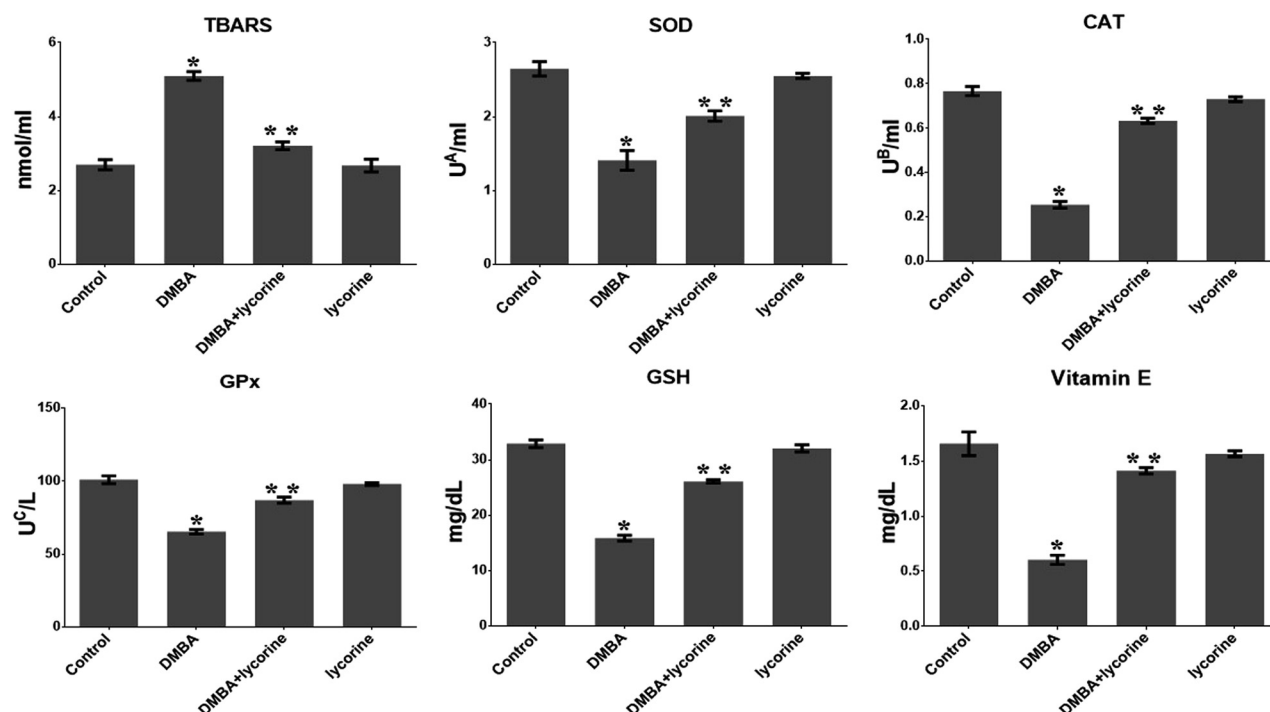 TBARS
nmol/ml
6
4
2
0
*
* *
Control
DMBA
DMBA+lycorine
lycorine
SOD
U^A/ml
3
2
1
0
*
* *
Control
DMBA
DMBA+lycorine
lycorine
CAT
U^B/ml
1.0
0.8
0.6
0.4
0.2
0.0
*
* *
Control
DMBA
DMBA+lycorine
lycorine
GPx
U^C/L
150
100
50
0
*
* *
Control
DMBA
DMBA+lycorine
lycorine
GSH
mg/dL
40
30
20
10
0
*
* *
Control
DMBA
DMBA+lycorine
lycorine
Vitamin E
mg/dL
2.0
1.5
1.0
0.5
0.0
*
* *
Control
DMBA
DMBA+lycorine
lycorine